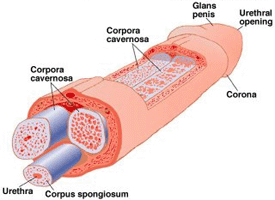 Glans
penis
Urethral
opening
Corpora
cavernosa
Corpora
cavernosa
Corona
Urethra
Corpus spongiosum